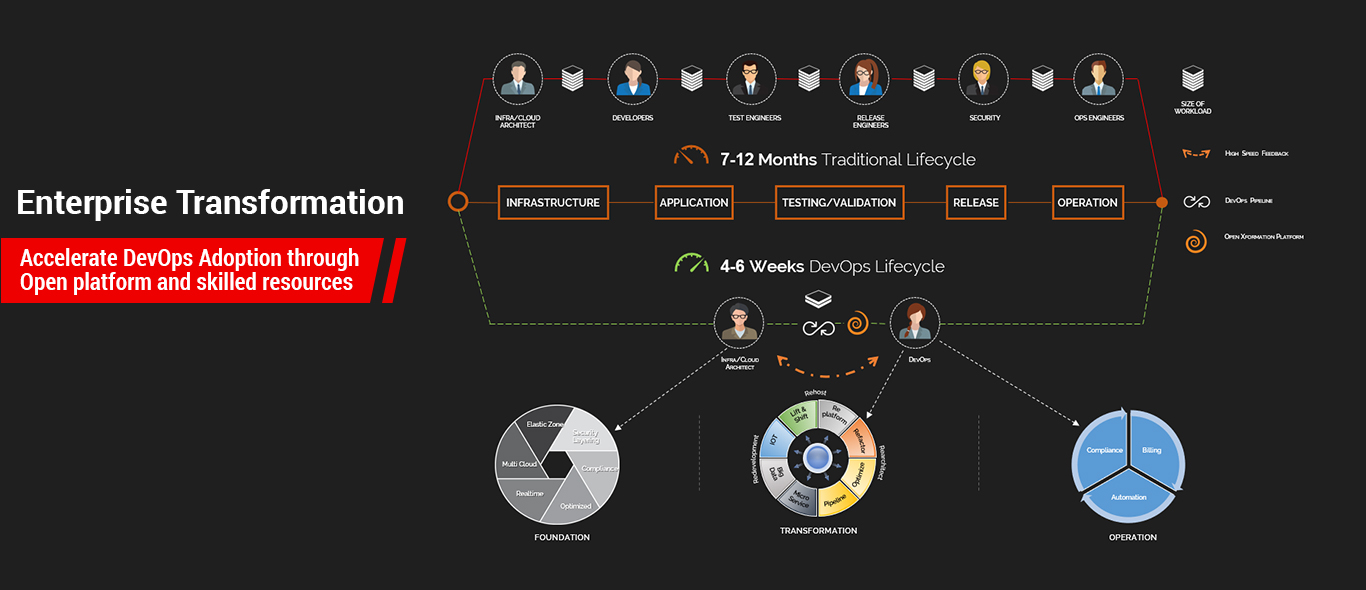 Enterprise Transformation
Accelerate DevOps Adoption through
Open platform and skilled resources
INFRA/CLOUD
ARCHITECT
DEVELOPERS
TEST ENGINEERS
RELEASE
ENGINEERS
SECURITY
OPS ENGINEERS
SIZE OF
WORKLOAD
7-12 Months Traditional Lifecycle
High Speed Feedback
INFRASTRUCTURE
APPLICATION
TESTING/VALIDATION
RELEASE
OPERATION
DevOps Pipeline
Open Xformation Platform
4-6 Weeks DevOps Lifecycle
Infra/Cloud
Architect
DevOps
Elastic Zone
Security
Layering
Multi Cloud
Compliance
Realtime
Optimized
FOUNDATION
Rehost
Lift &
Shift
Re
platform
IOT
Refactor
Redevelopment
Rearchitect
Big
Data
Optimize
Micro
Service
Pipeline
TRANSFORMATION
Compliance
Billing
Automation
OPERATION